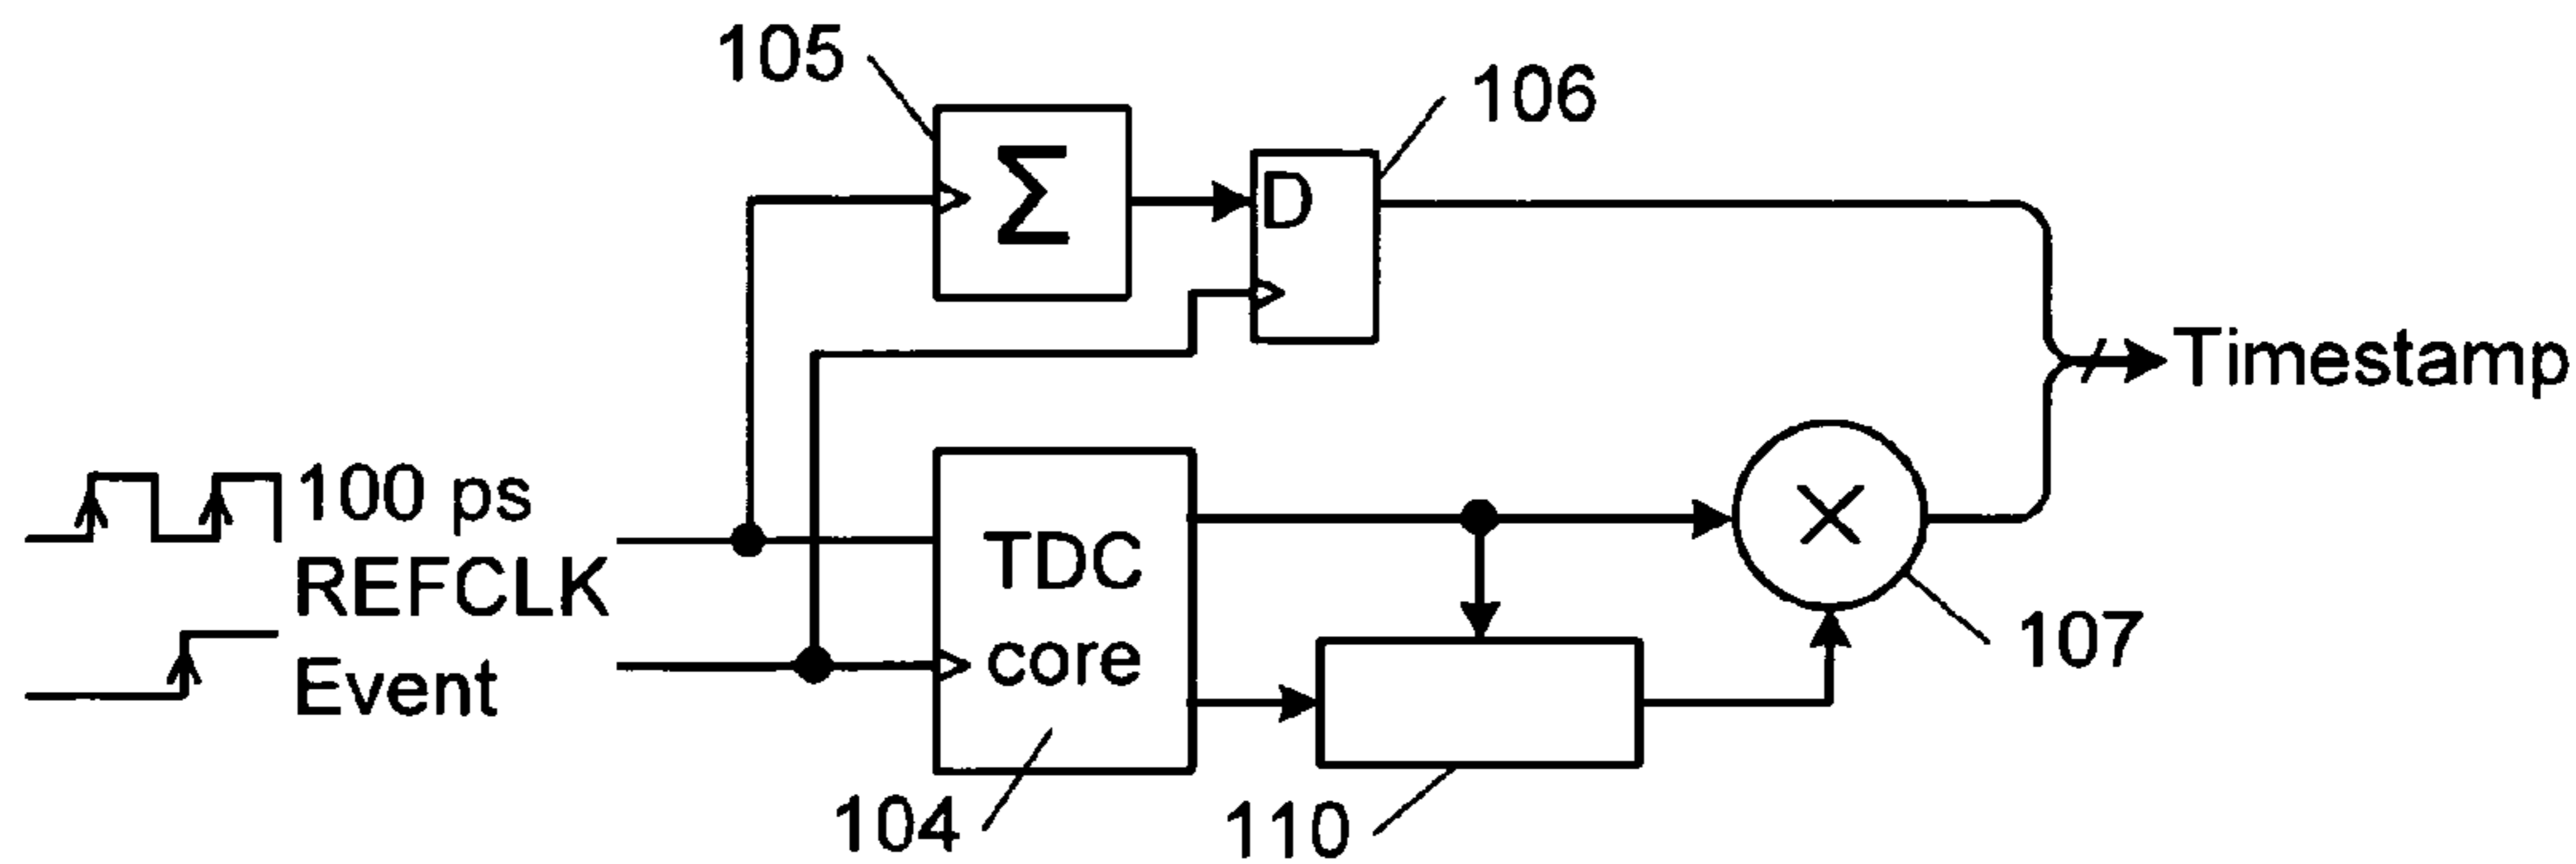 105
106
Σ
D
Timestamp
100 ps
REFCLK
Event
TDC
core
×
107
104
110